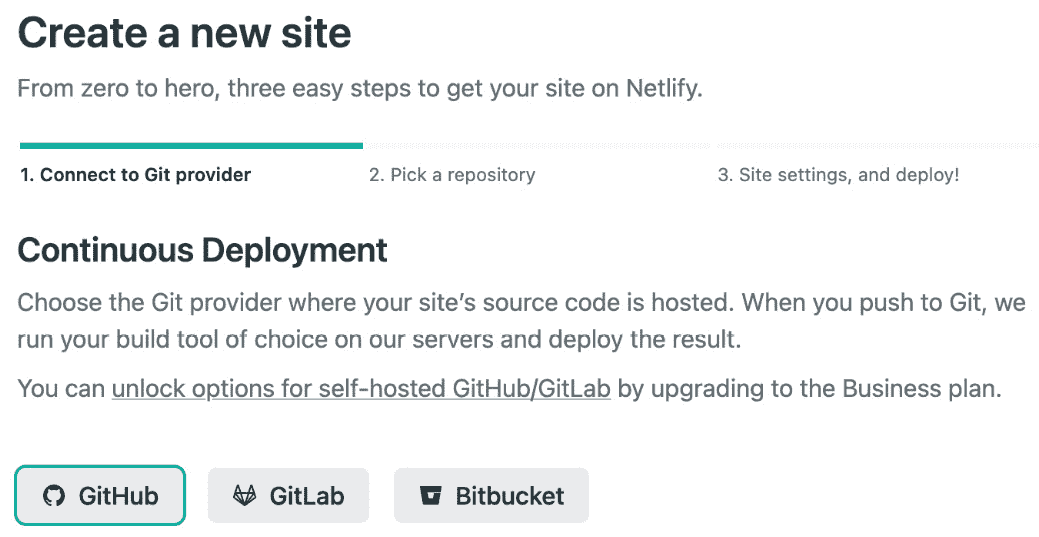 Create a new site
From zero to hero, three easy steps to get your site on Netlify.
1. Connect to Git provider
2. Pick a repository
3. Site settings, and deploy!
Continuous Deployment
Choose the Git provider where your site’s source code is hosted. When you push to Git, we
run your build tool of choice on our servers and deploy the result.
You can unlock options for self-hosted GitHub/GitLab by upgrading to the Business plan.
GitHub
GitLab
Bitbucket